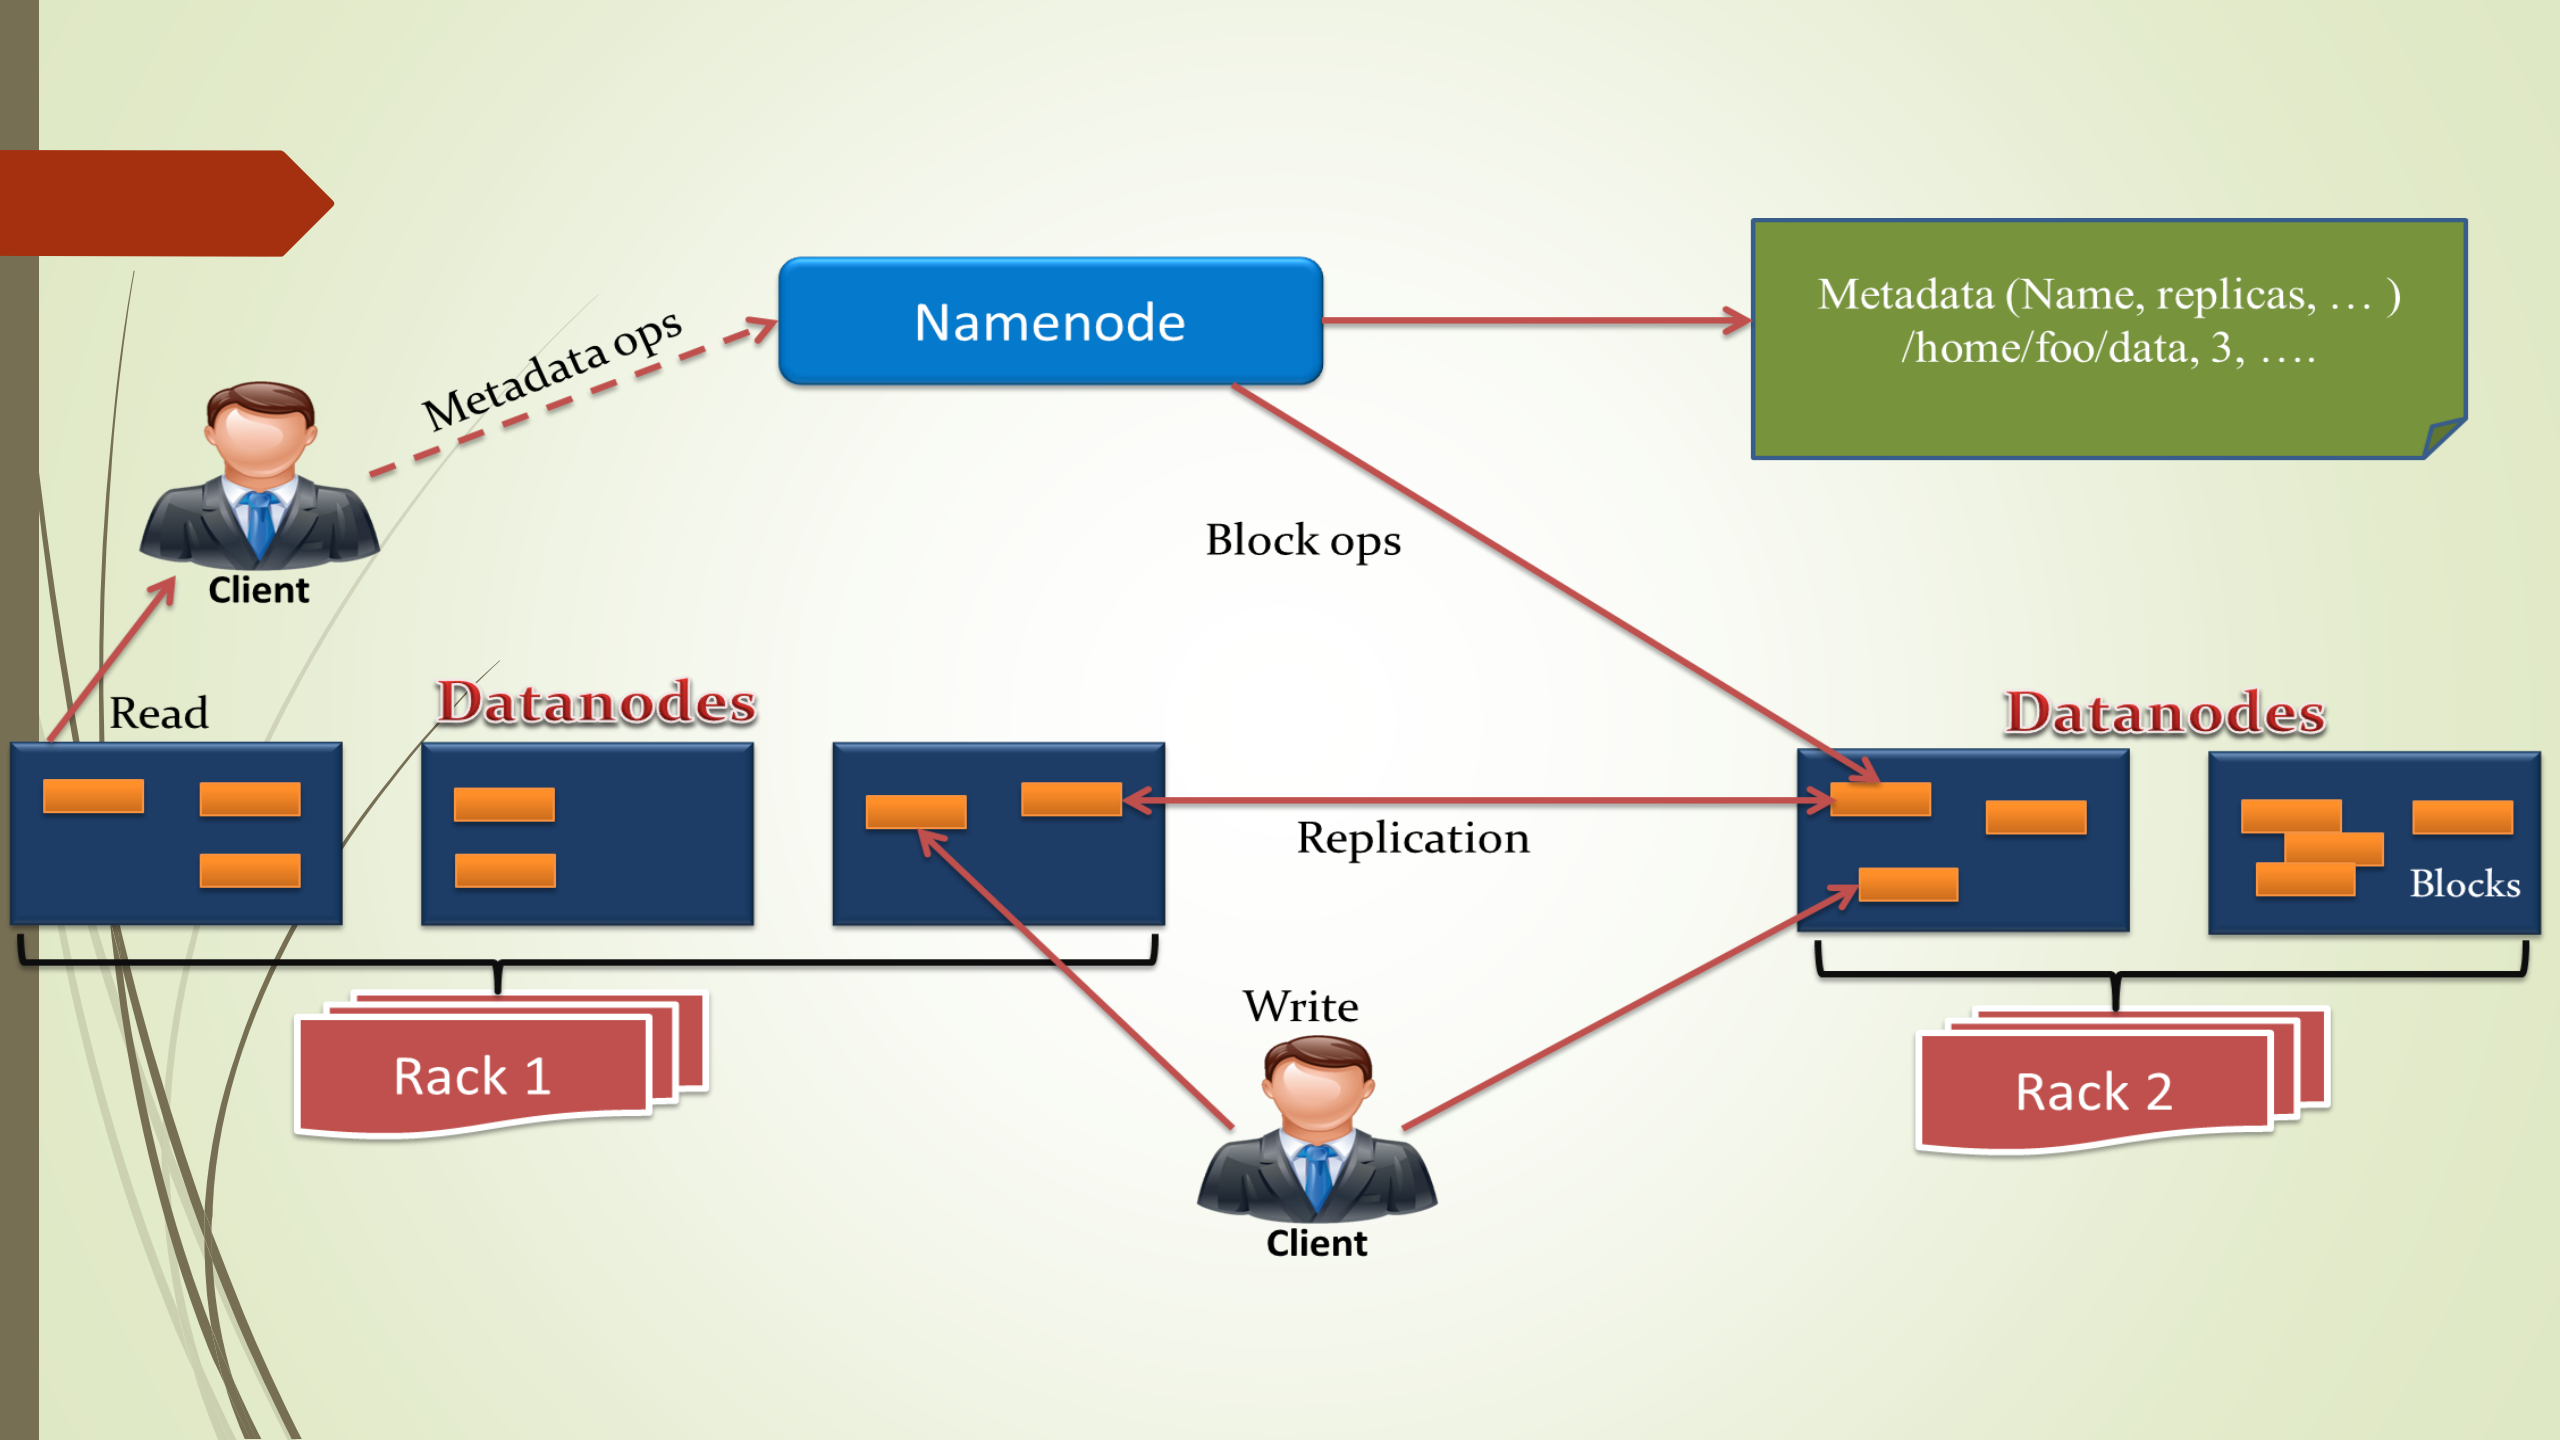 Namenode
Metadata (Name, replicas, … )
/home/foo/data, 3, ….
Metadata ops
Client
Block ops
Read
Datanodes
Datanodes
Replication
Blocks
Rack 1
Write
Rack 2
Client